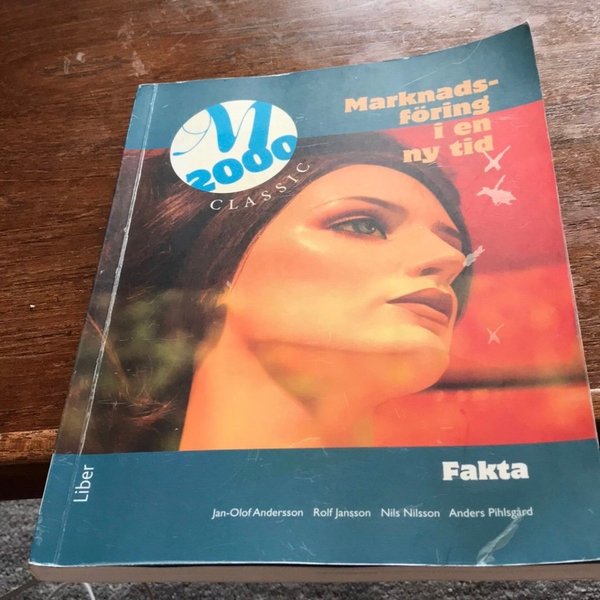 M
2000
CLASSIC
Marknads-
föring
i en
ny tid
Fakta
Jan-Olof Andersson Rolf Jansson Nils Nilsson Anders Pihlsgård
Liber